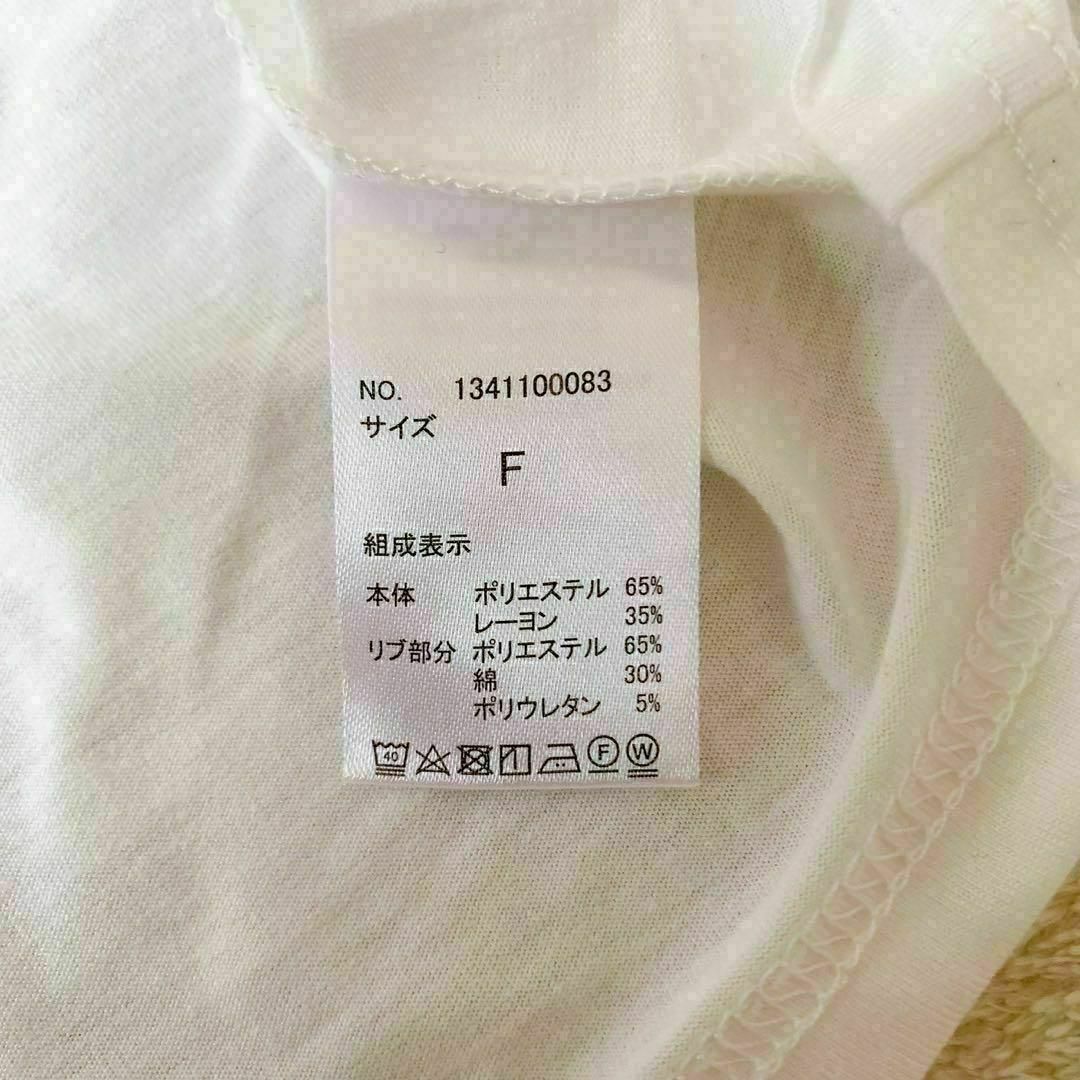 NO. 1341100083
サイズ
F
組成表示
本体 ポリエステル 65%
レーヨン 35%
リブ部分 ポリエステル 65%
綿 30%
ポリウレタン 5%
40 F W